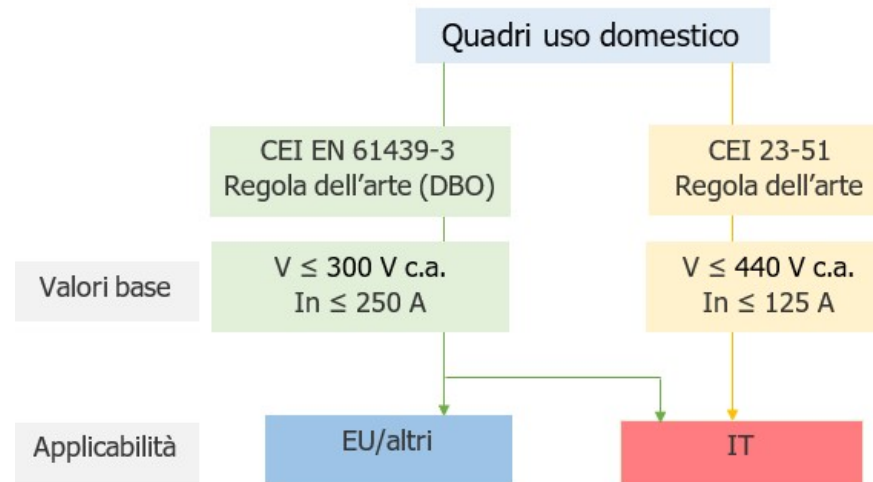 Quadri uso domestico
CEI EN 61439-3
Regola dell'arte (DBO)
CEI 23-51
Regola dell'arte
Valori base
V ≤ 300 V c.a.
In ≤ 250 A
V ≤ 440 V c.a.
In ≤ 125 A
Applicabilità
EU/altri
IT